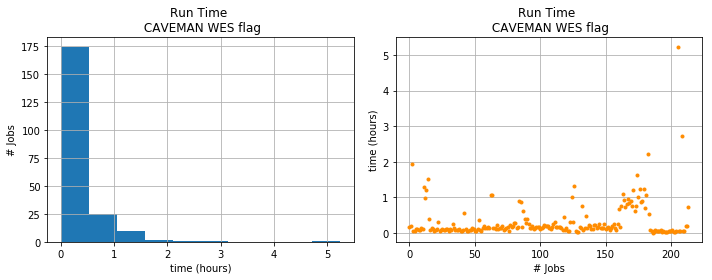 Run Time
CAVEMAN WES flag
# Jobs
175
150
125
100
75
50
25
0
0 1 2 3 4 5
time (hours)
Run Time
CAVEMAN WES flag
time (hours)
5
4
3
2
1
0
0 50 100 150 200
# Jobs